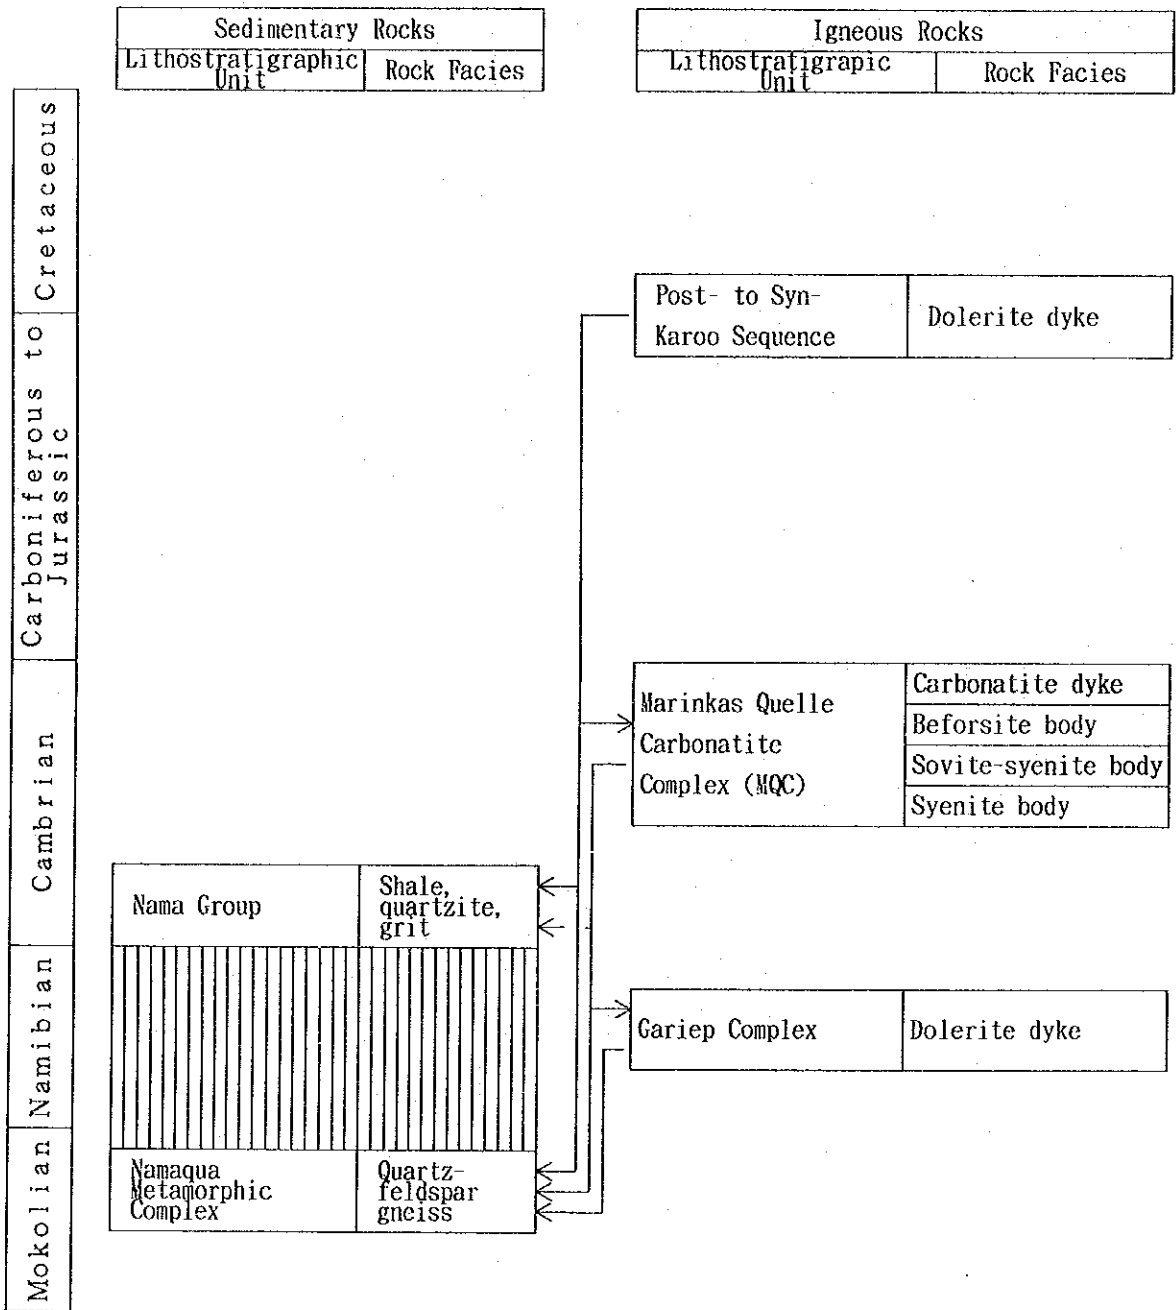 Sedimentary Rocks
Lithostratigraphic
Unit
Rock Facies
Igneous Rocks
Lithostratigrapic
Unit
Rock Facies
Cretaceous
Carboniferous to
Jurassic
Cambrian
Namibian
Mokolian
Post- to Syn-
Karoo Sequence
Dolerite dyke
Marinkas Quelle
Carbonatite
Complex (MQC)
Carbonatite dyke
Beforsite body
Sovite-syenite body
Syenite body
Nama Group
Shale,
quartzite,
grit
Gariep Complex
Dolerite dyke
Namaqua
Metamorphic
Complex
Quartz-
feldspar
gneiss